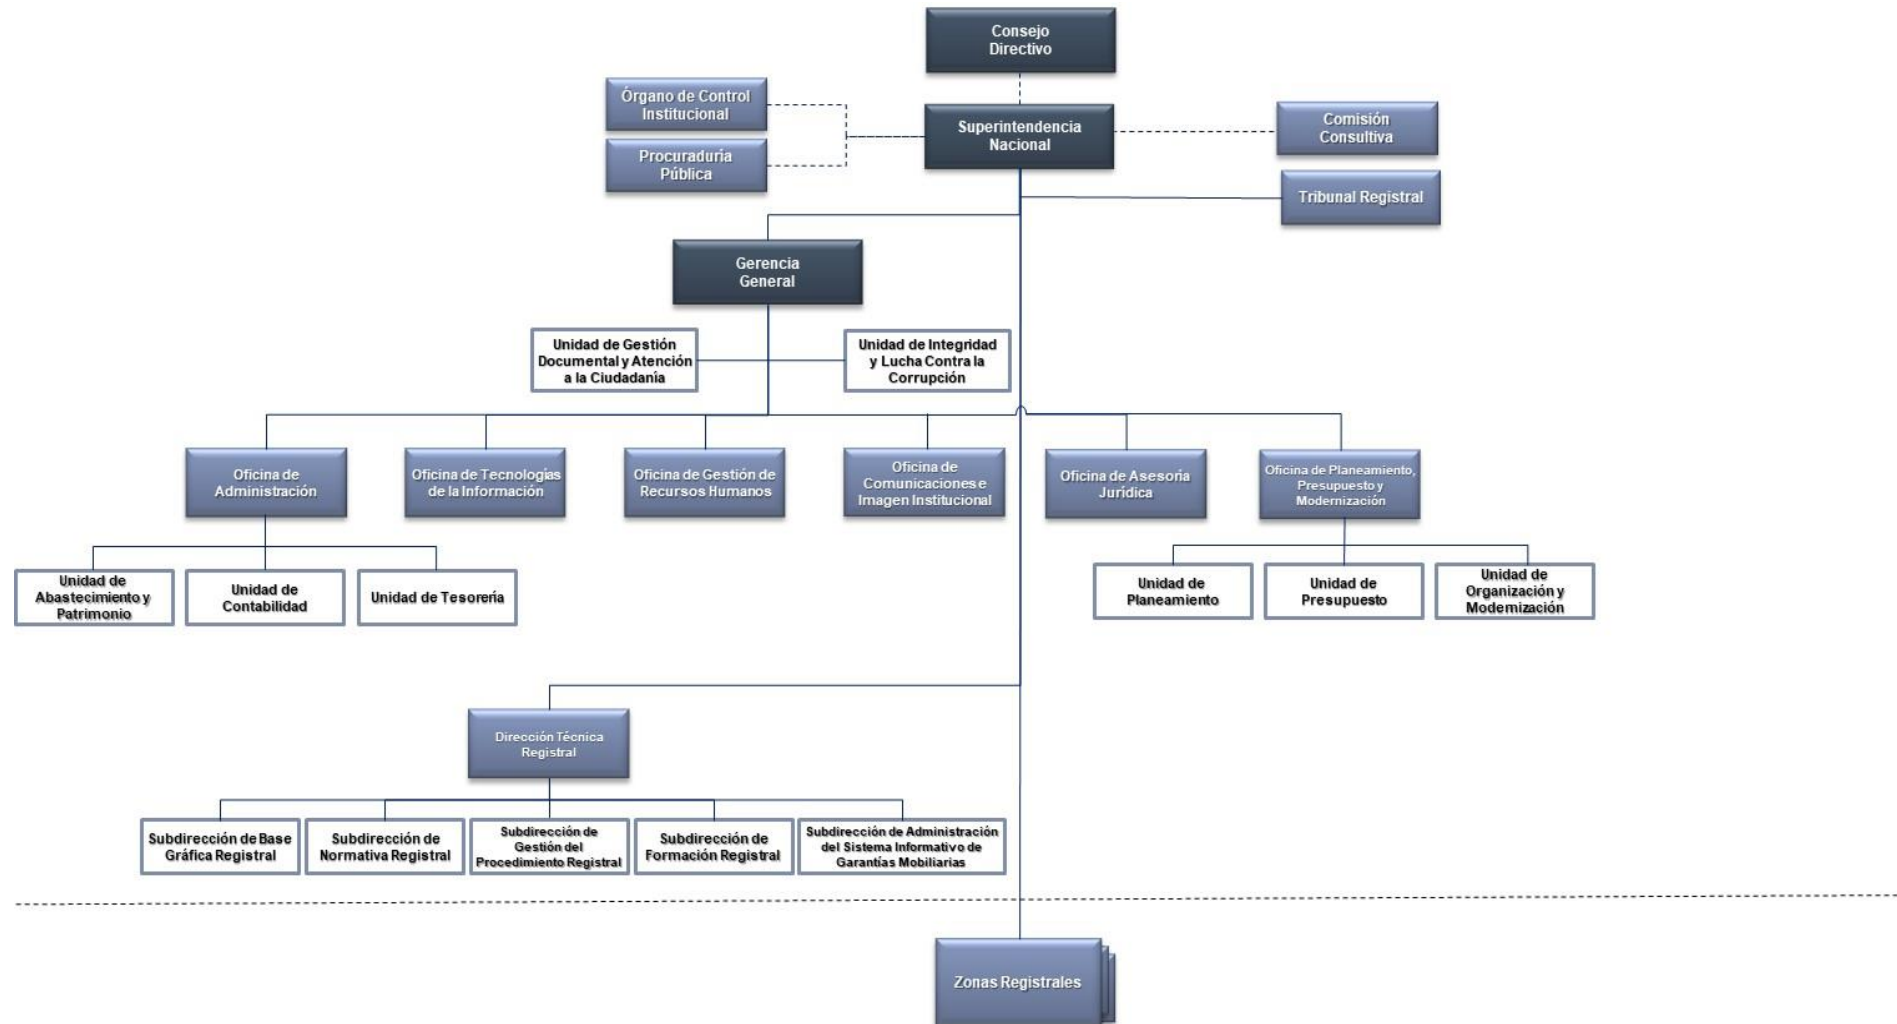 Consejo
Directivo
Órgano de Control
Institucional
Procuraduría
Pública
Superintendencia
Nacional
Comisión
Consultiva
Tribunal Registral
Gerencia
General
Unidad de Gestión
Documental y Atención
a la Ciudadanía
Unidad de Integridad
y Lucha Contra la
Corrupción
Oficina de
Administración
Oficina de Tecnologías
de la Información
Oficina de Gestión de
Recursos Humanos
Oficina de
Comunicaciones e
Imagen Institucional
Oficina de Asesoría
Jurídica
Oficina de Planeamiento,
Presupuesto y
Modernización
Unidad de
Abastecimiento y
Patrimonio
Unidad de
Contabilidad
Unidad de Tesorería
Unidad de
Planeamiento
Unidad de
Presupuesto
Unidad de
Organización y
Modernización
Dirección Técnica
Registral
Subdirección de Base
Gráfica Registral
Subdirección de
Normativa Registral
Subdirección de
Gestión del
Procedimiento Registral
Subdirección de
Formación Registral
Subdirección de Administración
del Sistema Informativo de
Garantías Mobiliarias
Zonas Registrales